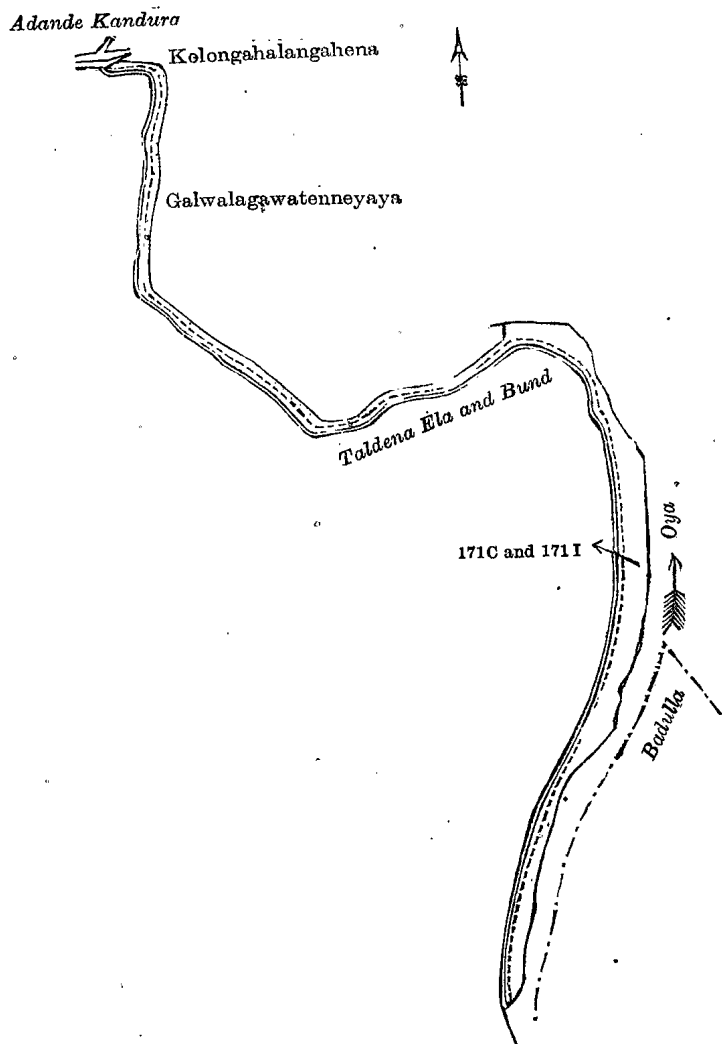 Adande Kandura
Kolongahalangahena
Galwalagawatenneyaya
Taldena Ela and Bund
171C and 171I
Badulla Oya